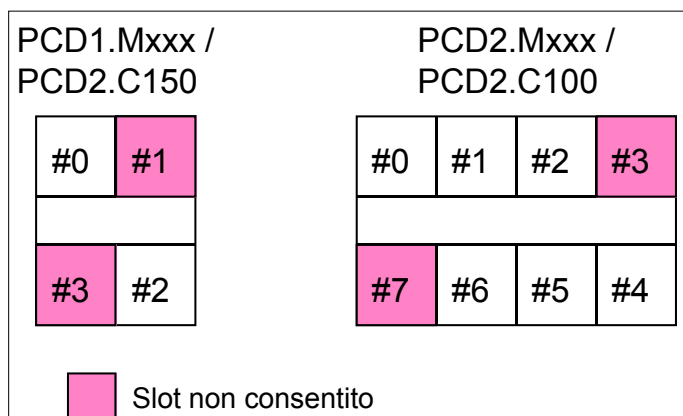 PCD1.Mxxx /
PCD2.C150
PCD2.Mxxx /
PCD2.C100
#0 #1
#3 #2
#0 #1 #2 #3
#7 #6 #5 #4
Slot non consentito